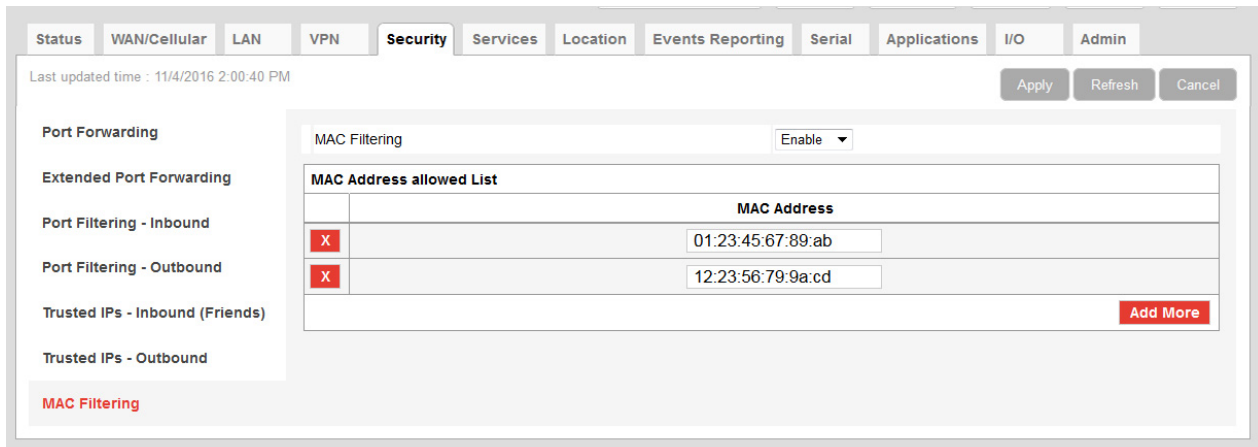 Status WAN/Cellular LAN VPN Security Services Location Events Reporting Serial Applications I/O Admin
Last updated time : 11/4/2016 2:00:40 PM
Apply Refresh Cancel
Port Forwarding
Extended Port Forwarding
Port Filtering - Inbound
Port Filtering - Outbound
Trusted IPs - Inbound (Friends)
Trusted IPs - Outbound
MAC Filtering
MAC Filtering Enable
MAC Address allowed List
MAC Address
X 01:23:45:67:89:ab
X 12:23:56:79:9a:cd
Add More